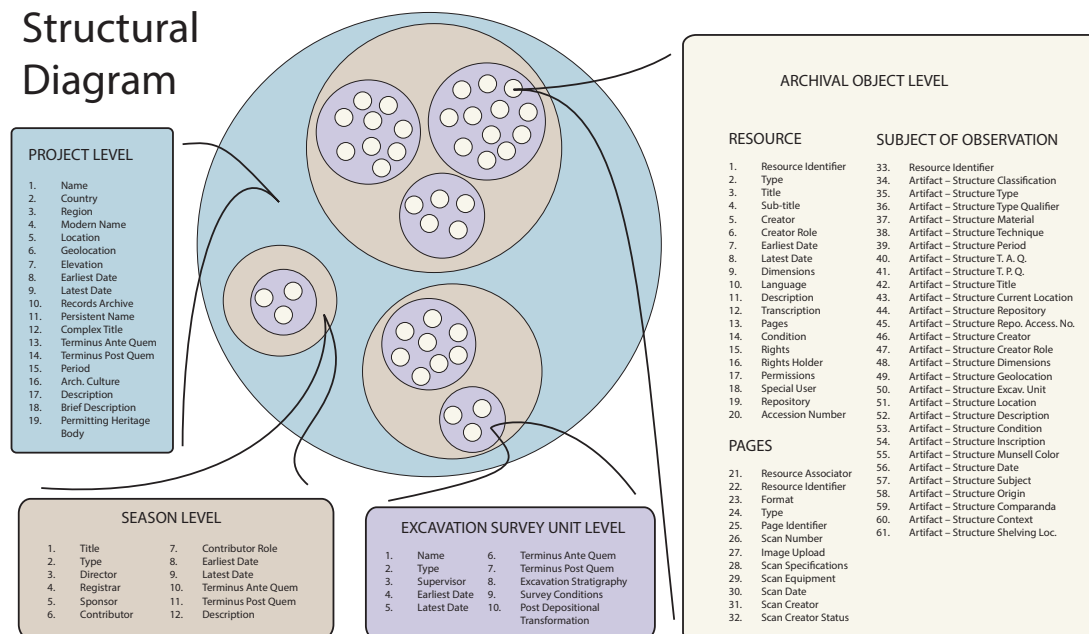 Structural
Diagram
PROJECT LEVEL
1. Name
2. Country
3. Region
4. Modern Name
5. Location
6. Geolocation
7. Elevation
8. Earliest Date
9. Latest Date
10. Records Archive
11. Persistent Name
12. Complex Title
13. Terminus Ante Quem
14. Terminus Post Quem
15. Period
16. Arch. Culture
17. Description
18. Brief Description
19. Permitting Heritage
Body
SEASON LEVEL
1. Title
2. Type
3. Director
4. Registrar
5. Sponsor
6. Contributor
7. Contributor Role
8. Earliest Date
9. Latest Date
10. Terminus Ante Quem
11. Terminus Post Quem
12. Description
EXCAVATION SURVEY UNIT LEVEL
1. Name
2. Type
3. Supervisor
4. Earliest Date
5. Latest Date
6. Terminus Ante Quem
7. Terminus Post Quem
8. Excavation Stratigraphy
9. Survey Conditions
10. Post Depositional
Transformation
ARCHIVAL OBJECT LEVEL
RESOURCE
1. Resource Identifier
2. Type
3. Title
4. Sub-title
5. Creator
6. Creator Role
7. Earliest Date
8. Latest Date
9. Dimensions
10. Language
11. Description
12. Transcription
13. Pages
14. Condition
15. Rights
16. Rights Holder
17. Permissions
18. Special User
19. Repository
20. Accession Number
PAGES
21. Resource Associator
22. Resource Identifier
23. Format
24. Type
25. Page Identifier
26. Scan Number
27. Image Upload
28. Scan Specifications
29. Scan Equipment
30. Scan Date
31. Scan Creator
32. Scan Creator Status
SUBJECT OF OBSERVATION
33. Resource Identifier
34. Artifact – Structure Classification
35. Artifact – Structure Type
36. Artifact – Structure Type Qualifier
37. Artifact – Structure Material
38. Artifact – Structure Technique
39. Artifact – Structure Period
40. Artifact – Structure T. A. Q.
41. Artifact – Structure T. P. Q.
42. Artifact – Structure Title
43. Artifact – Structure Current Location
44. Artifact – Structure Repository
45. Artifact – Structure Repo. Access. No.
46. Artifact – Structure Creator
47. Artifact – Structure Creator Role
48. Artifact – Structure Dimensions
49. Artifact – Structure Geolocation
50. Artifact – Structure Excav. Unit
51. Artifact – Structure Location
52. Artifact – Structure Description
53. Artifact – Structure Condition
54. Artifact – Structure Inscription
55. Artifact – Structure Munsell Color
56. Artifact – Structure Date
57. Artifact – Structure Subject
58. Artifact – Structure Origin
59. Artifact – Structure Comparanda
60. Artifact – Structure Context
61. Artifact – Structure Shelving Loc.